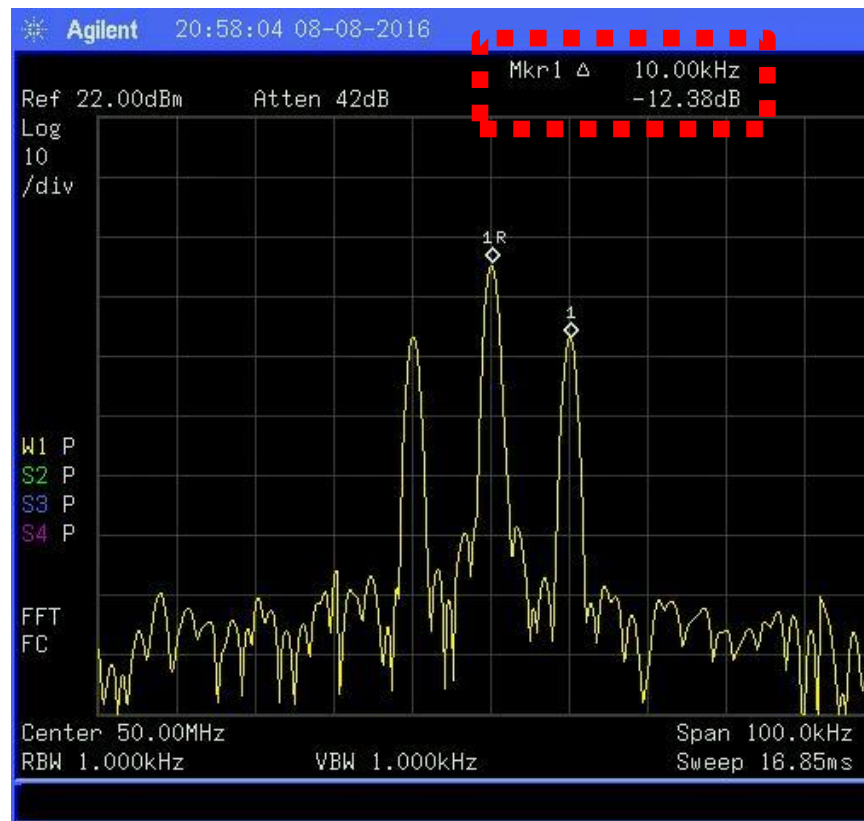 Agilent 20:58:04 08-08-2016
Mkr1 Δ 10.00kHz
Ref 22.00dBm Atten 42dB -12.38dB
Log
10
/div
1R
1
W1 P
S2 P
S3 P
S4 P
FFT
FC
Center 50.00MHz Span 100.0kHz
RBW 1.000kHz VBW 1.000kHz Sweep 16.85ms